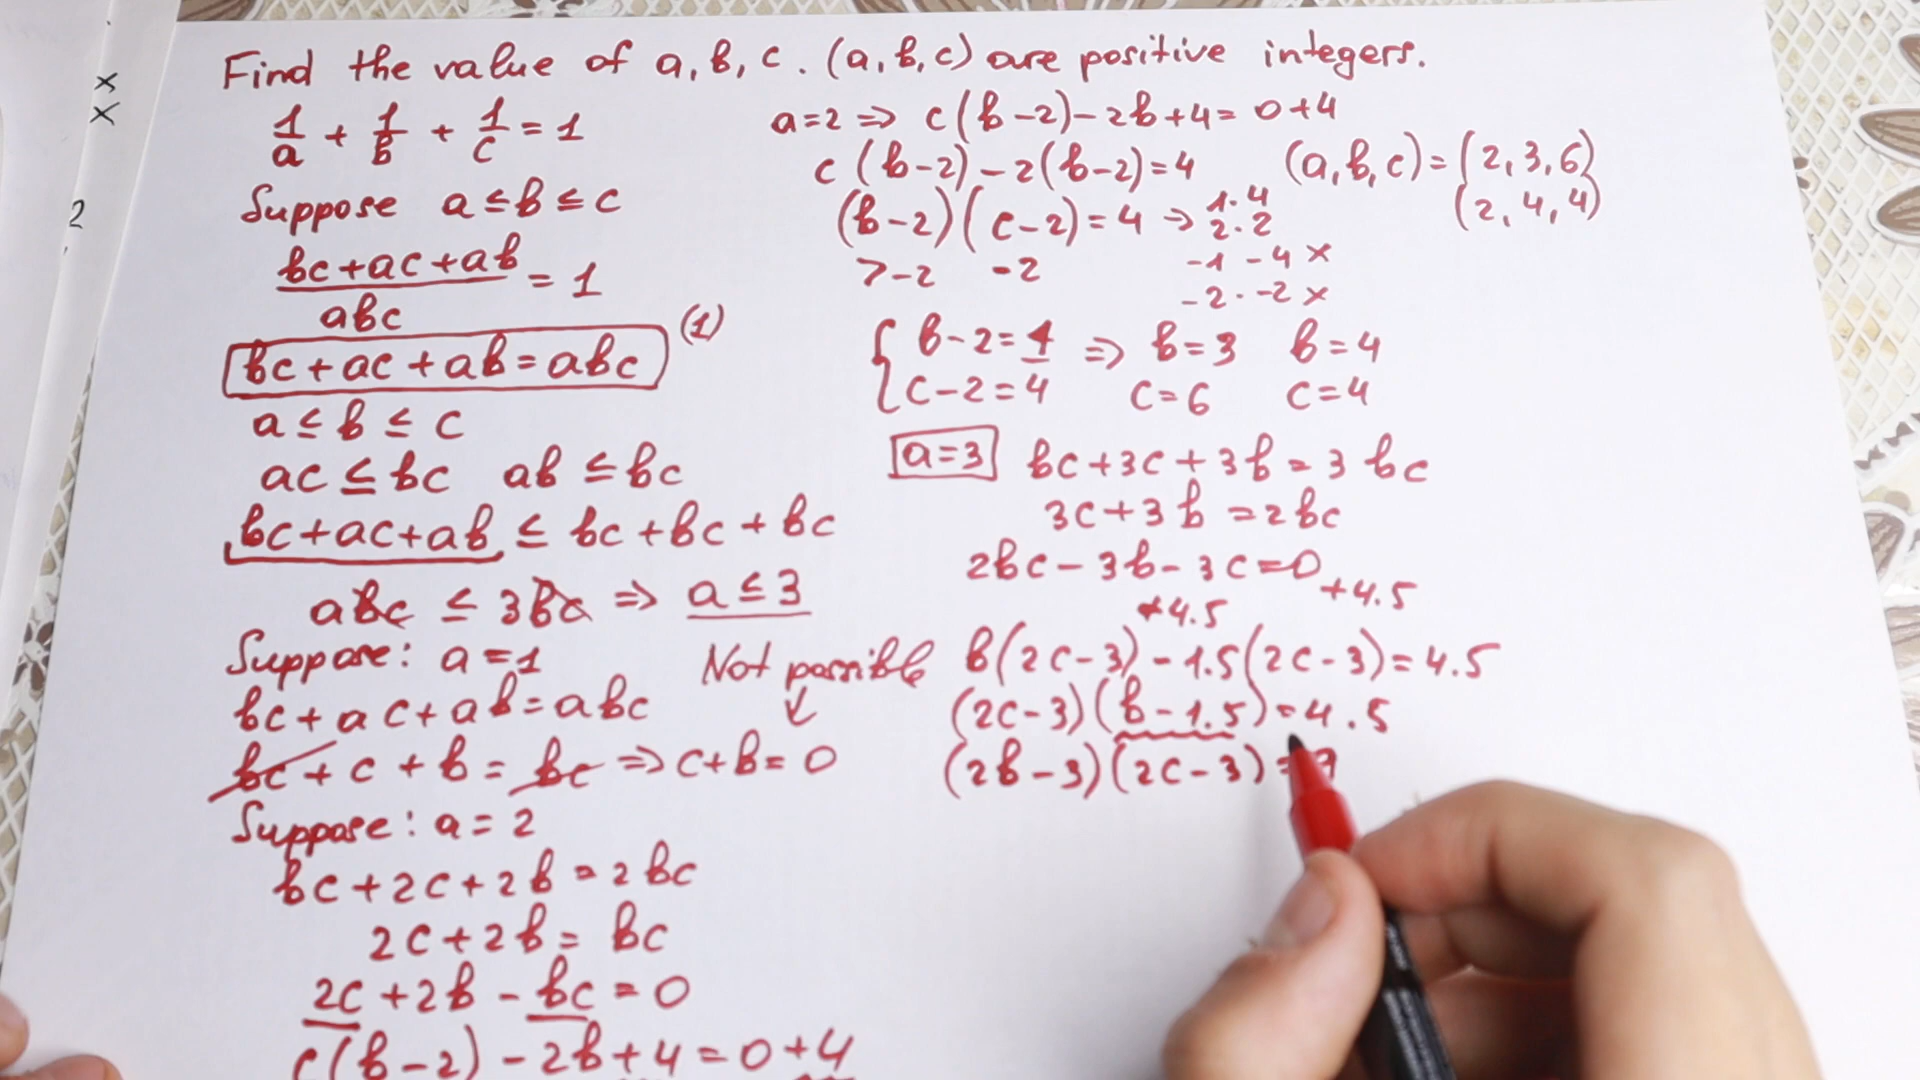 x
x
2
Find the value of a, b, c. (a, b, c) are positive integers.
1/a + 1/b + 1/c = 1
Suppose a ≤ b ≤ c
(bc+ac+ab)/abc = 1
bc+ac+ab=abc (1)
a ≤ b ≤ c
ac ≤ bc ab ≤ bc
bc+ac+ab ≤ bc+bc+bc
abc ≤ 3bc => a ≤ 3
Suppose: a=1 Not possible
bc+ac+ab=abc ↓
bc+c+b=bc => c+b=0
Suppose: a=2
bc+2c+2b=2bc
2c+2b=bc
2c+2b-bc=0
c(b-2)-2b+4=0+4
a=2 => c(b-2)-2b+4=0+4
c(b-2)-2(b-2)=4
(b-2)(c-2)=4 => 1·4
2·2
>-2 -2 -1 -4 x
-2·-2 x
{ b-2=1 => b=3 b=4
c-2=4 c=6 c=4
(a,b,c)=(2,3,6)
(2,4,4)
a=3 bc+3c+3b=3bc
3c+3b=2bc
2bc-3b-3c=0 +4.5
+4.5
b(2c-3)-1.5(2c-3)=4.5
(2c-3)(b-1.5)=4.5
(2b-3)(2c-3)=